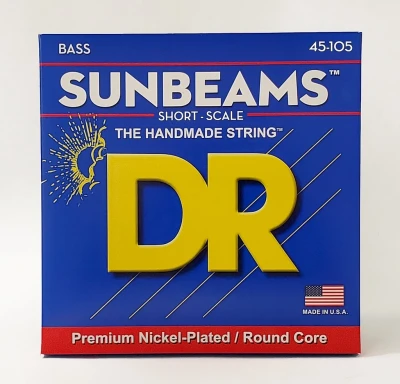 BASS 45-105
SUNBEAMS™
SHORT-SCALE
THE HANDMADE STRING™
DR
MADE IN U.S.A.
Premium Nickel-Plated / Round Core